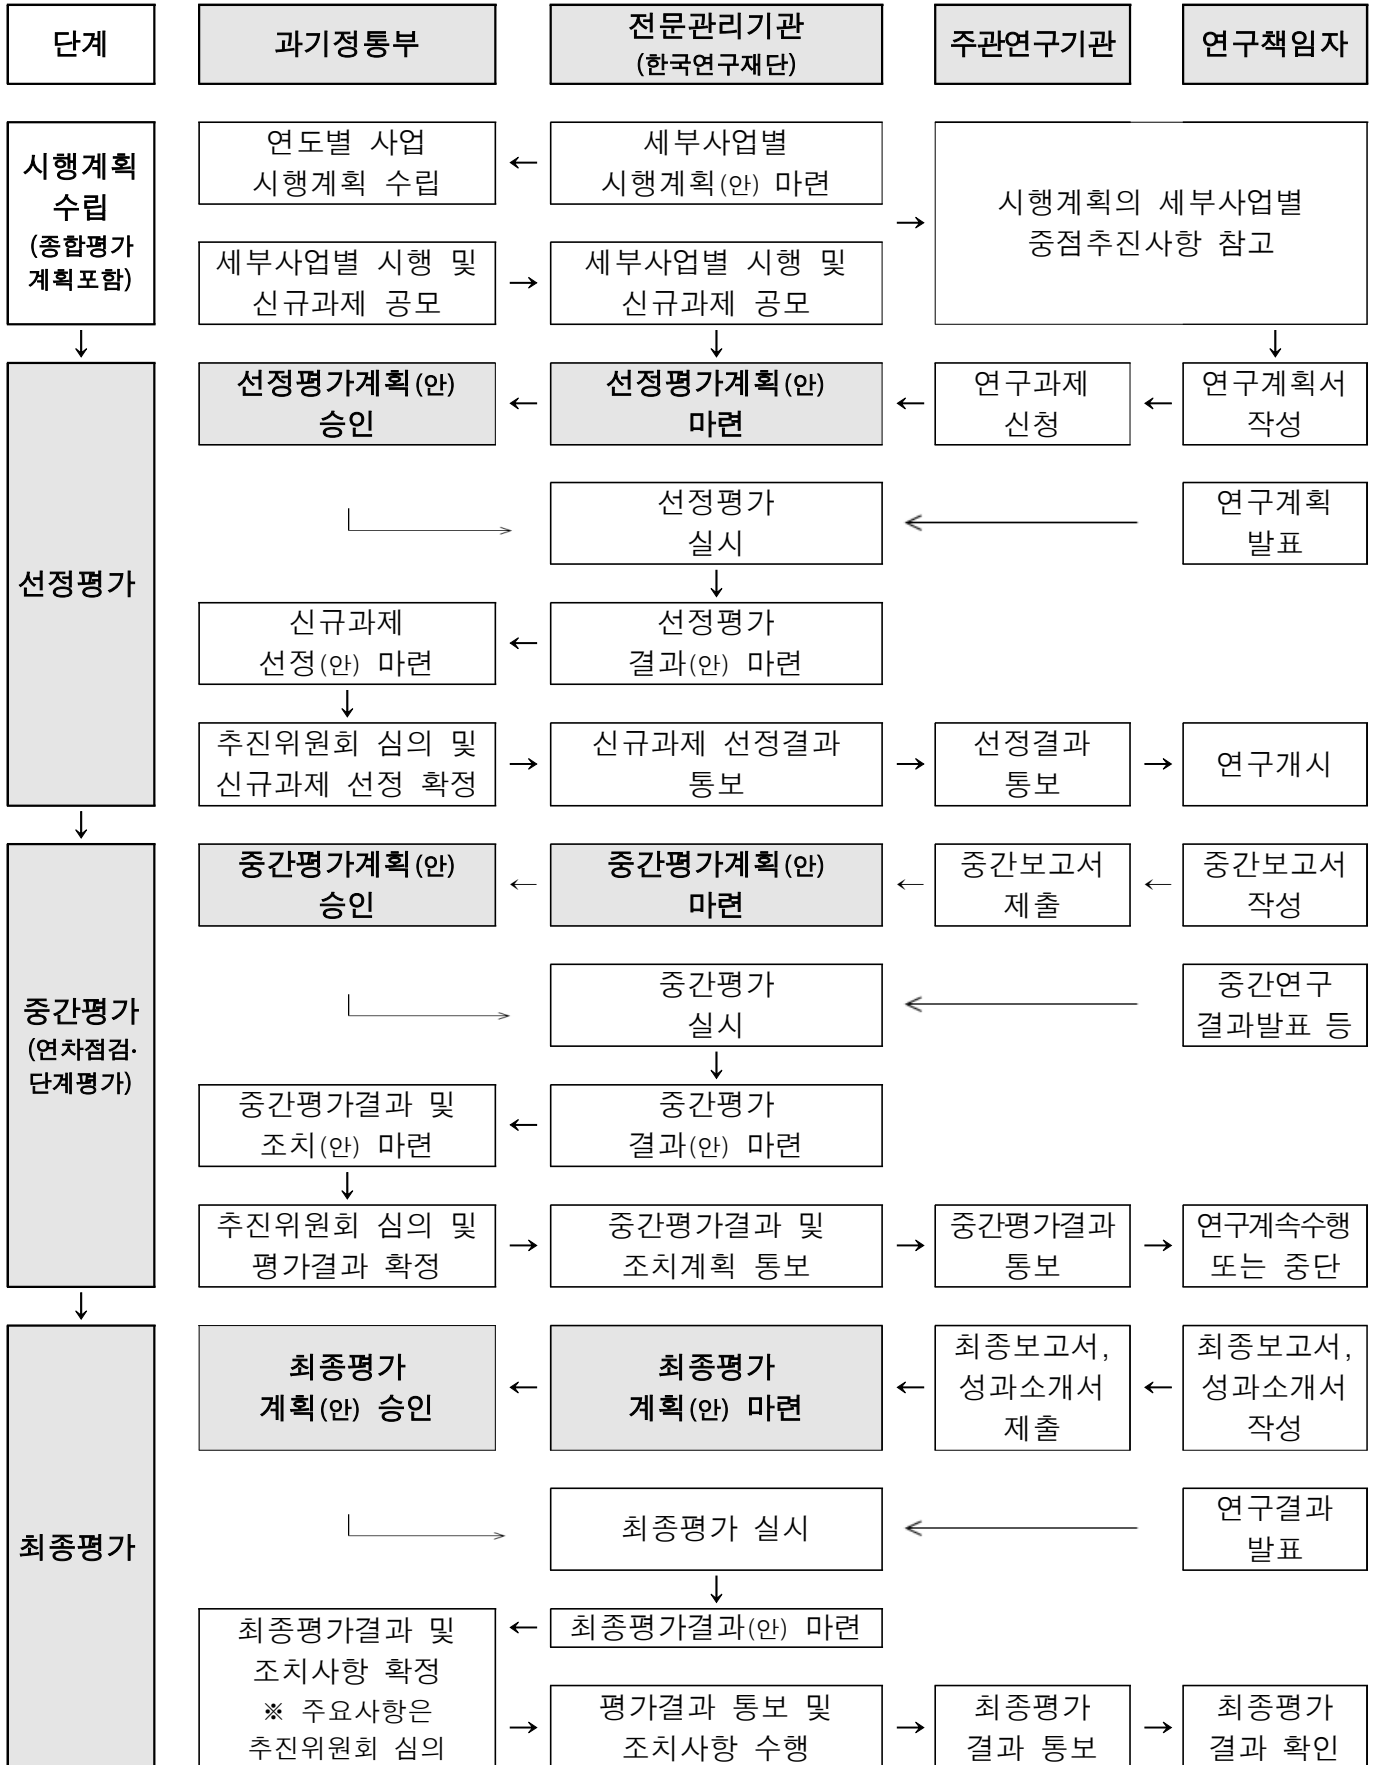 단계
과기정통부
전문관리기관
(한국연구재단)
주관연구기관
연구책임자
시행계획
수립
(종합평가
계획포함)
연도별 사업
시행계획 수립
←
세부사업별
시행계획(안) 마련
→
시행계획의 세부사업별
중점추진사항 참고
세부사업별 시행 및
신규과제 공모
→
세부사업별 시행 및
신규과제 공모
↓
↓
↓
선정평가
선정평가계획(안)
승인
←
선정평가계획(안)
마련
←
연구과제
신청
←
연구계획서
작성
선정평가
실시
연구계획
발표
↓
신규과제
선정(안) 마련
←
선정평가
결과(안) 마련
↓
추진위원회 심의 및
신규과제 선정 확정
→
신규과제 선정결과
통보
→
선정결과
통보
→
연구개시
↓
중간평가
(연차점검·
단계평가)
중간평가계획(안)
승인
←
중간평가계획(안)
마련
←
중간보고서
제출
←
중간보고서
작성
중간평가
실시
중간연구
결과발표 등
↓
중간평가결과 및
조치(안) 마련
←
중간평가
결과(안) 마련
↓
추진위원회 심의 및
평가결과 확정
→
중간평가결과 및
조치계획 통보
→
중간평가결과
통보
→
연구계속수행
또는 중단
↓
최종평가
최종평가
계획(안) 승인
←
최종평가
계획(안) 마련
←
최종보고서,
성과소개서
제출
←
최종보고서,
성과소개서
작성
최종평가 실시
연구결과
발표
↓
최종평가결과 및
조치사항 확정
※ 주요사항은
추진위원회 심의
←
최종평가결과(안) 마련
→
평가결과 통보 및
조치사항 수행
→
최종평가
결과 통보
→
최종평가
결과 확인